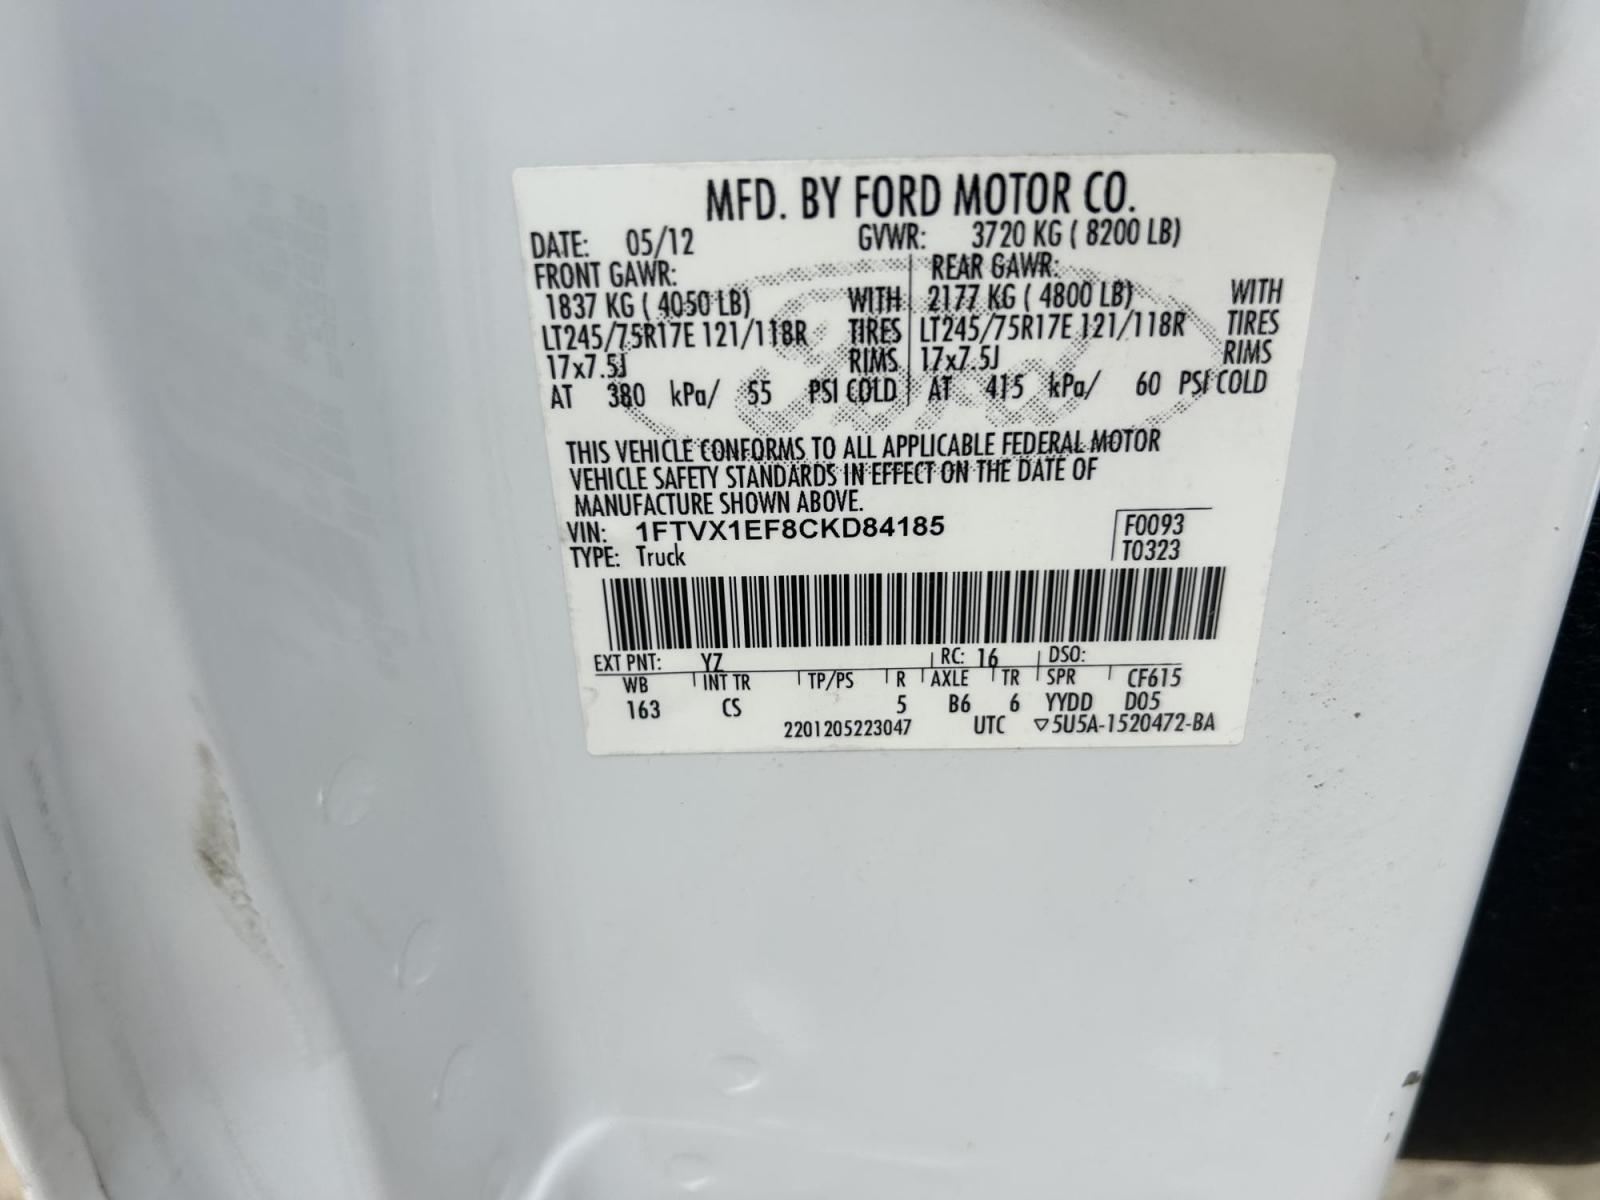 MFD. BY FORD MOTOR CO.
DATE: 05/12 GVWR: 3720 KG ( 8200 LB)
FRONT GAWR: REAR GAWR:
1837 KG ( 4050 LB) WITH 2177 KG ( 4800 LB) WITH
LT245/75R17E 121/118R TIRES LT245/75R17E 121/118R TIRES
17x7.5J RIMS 17x7.5J RIMS
AT 380 kPa/ 55 PSI COLD AT 415 kPa/ 60 PSI COLD
Ford
THIS VEHICLE CONFORMS TO ALL APPLICABLE FEDERAL MOTOR
VEHICLE SAFETY STANDARDS IN EFFECT ON THE DATE OF
MANUFACTURE SHOWN ABOVE.
VIN: 1FTVX1EF8CKD84185 F0093
TYPE: Truck T0323
EXT PNT: YZ RC: 16 DSO:
WB INT TR TP/PS R AXLE TR SPR CF615
163 CS 5 B6 6 YYDD D05
2201205223047 UTC ▽5U5A-1520472-BA